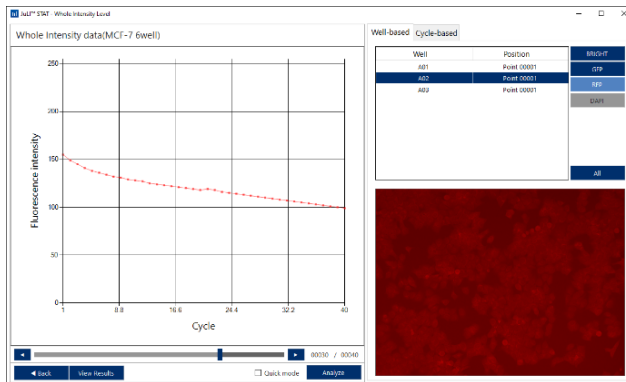 JuLI™ STAT - Whole Intensity Level
Whole Intensity data(MCF-7 6well)
250
200
150
100
50
0
1 8.8 16.6 24.4 32.2 40
Fluorescence intensity
Cycle
00030 / 00040
Back View Results Quick mode Analyze
Well-based Cycle-based
Well Position
A01 Point 00001
A02 Point 00001
A03 Point 00001
BRIGHT
GFP
RFP
DAPI
All